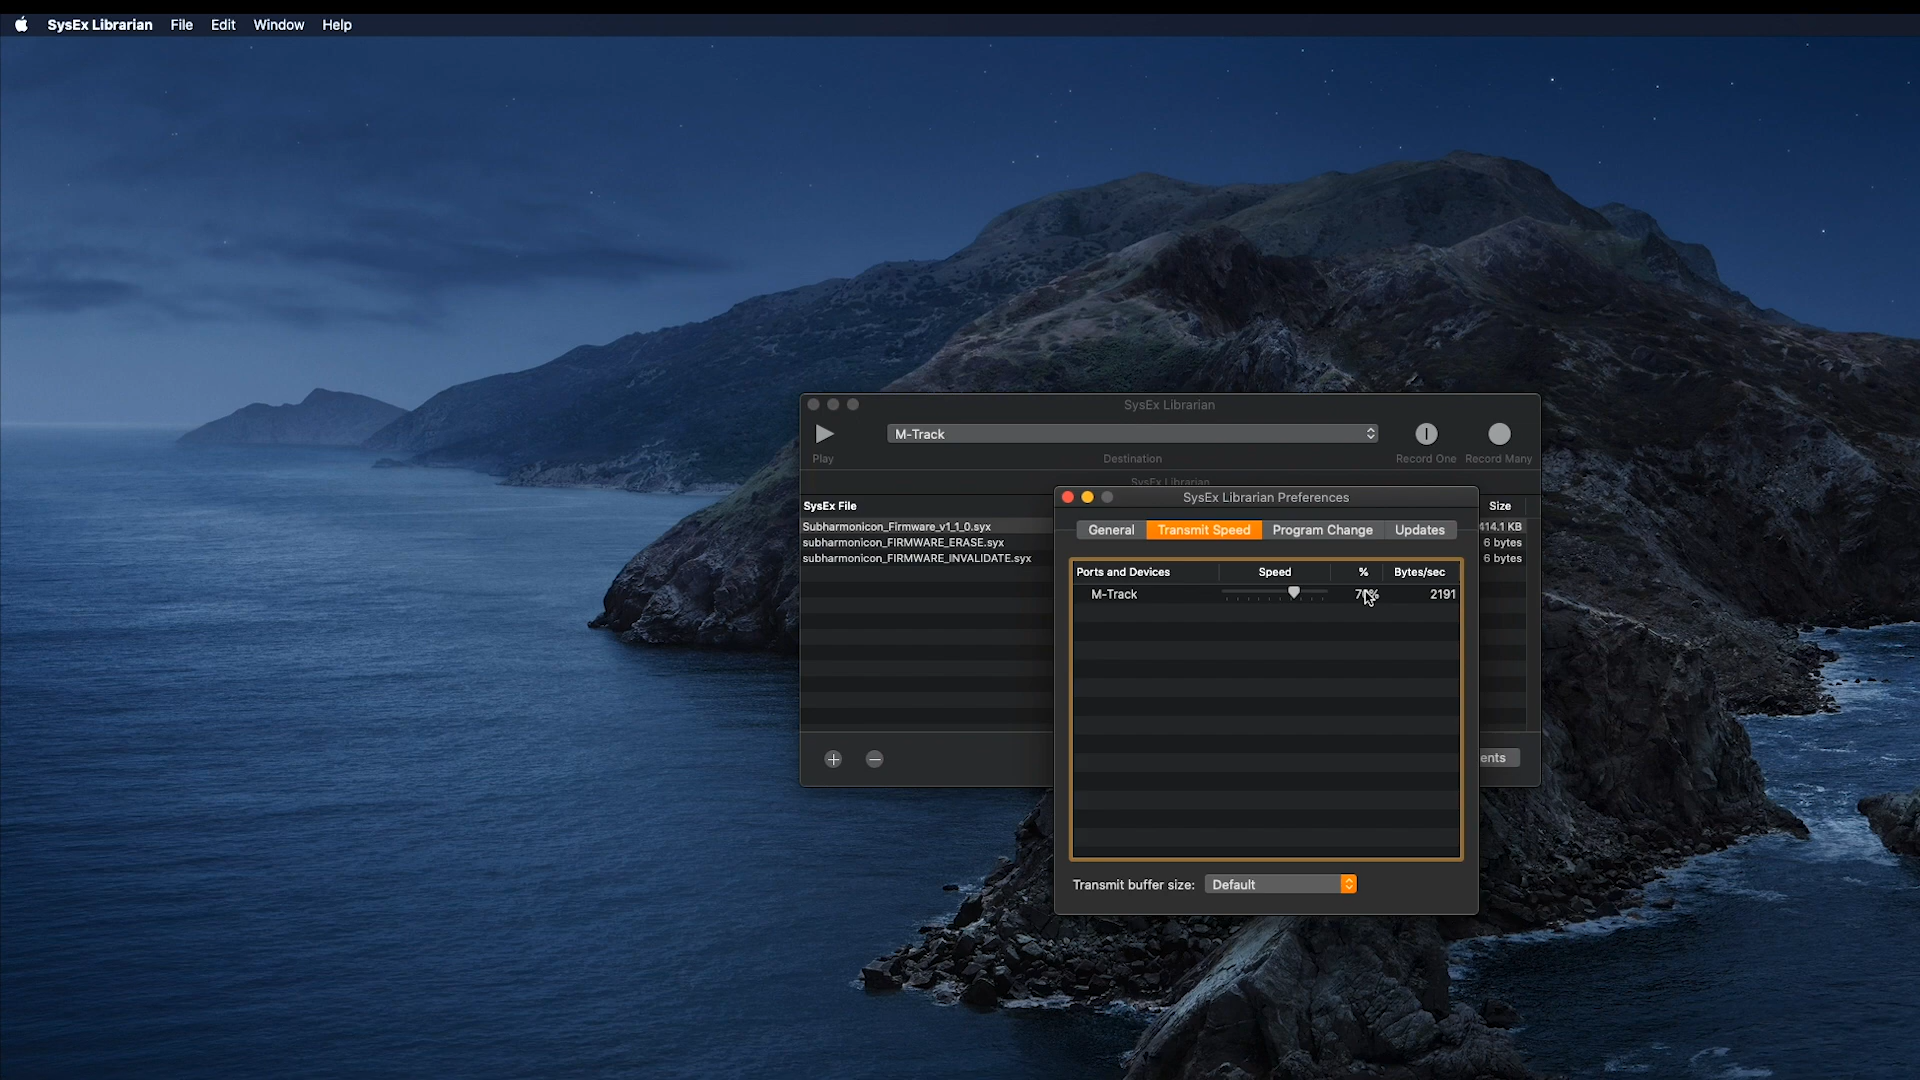 SysEx Librarian File Edit Window Help
SysEx Librarian
M-Track
Play Destination Record One Record Many
SysEx Librarian
SysEx File Size
Subharmonicon_Firmware_v1_1_0.syx 414.1 KB
subharmonicon_FIRMWARE_ERASE.syx 6 bytes
subharmonicon_FIRMWARE_INVALIDATE.syx 6 bytes
ents
SysEx Librarian Preferences
General Transmit Speed Program Change Updates
Ports and Devices Speed % Bytes/sec
M-Track 2191
Transmit buffer size: Default